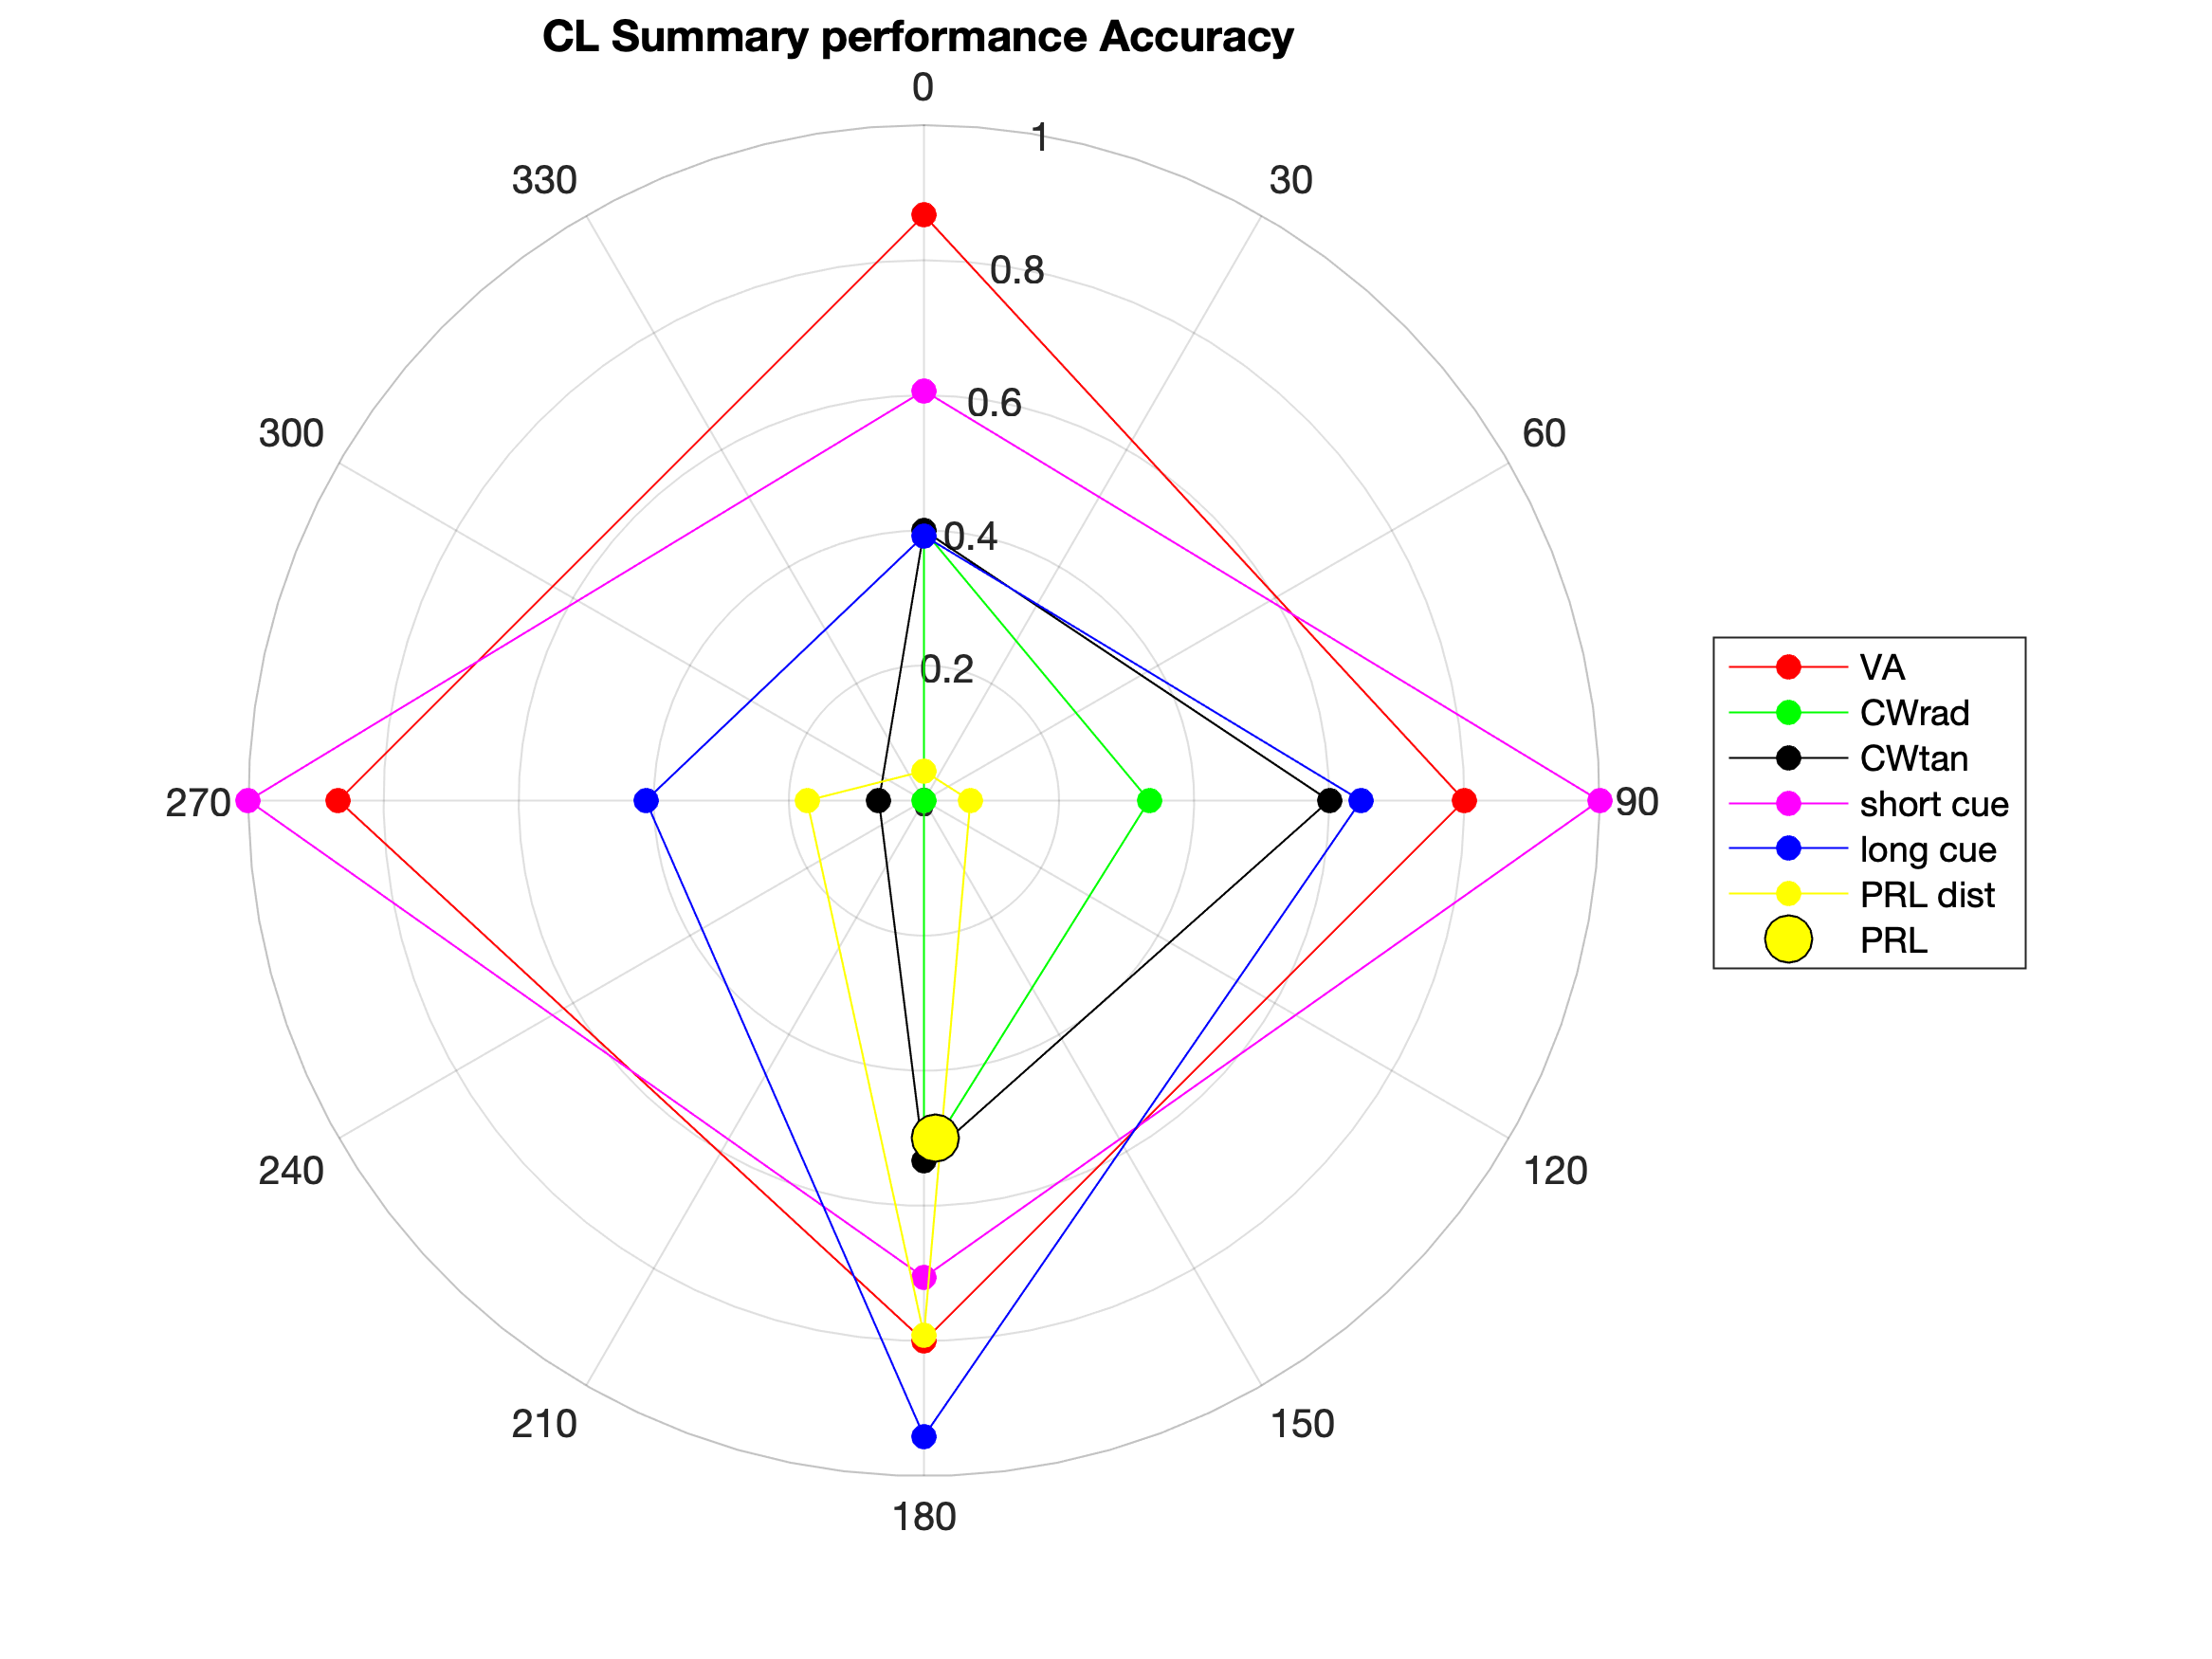 CL Summary performance Accuracy
0
1
330
30
0.8
300
0.6
60
0.4
0.2
270
90
240
120
210
150
180
VA
CWrad
CWtan
short cue
long cue
PRL dist
PRL